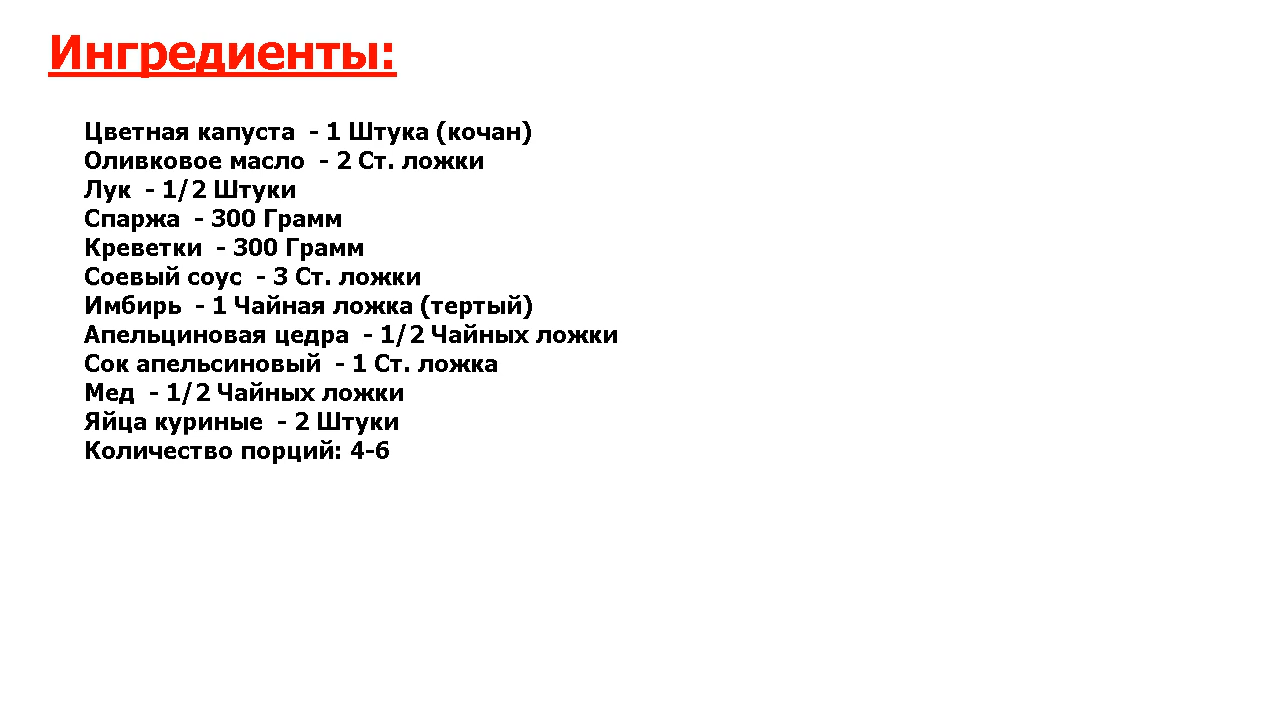 Ингредиенты:
Цветная капуста - 1 Штука (кочан)
Оливковое масло - 2 Ст. ложки
Лук - 1/2 Штуки
Спаржа - 300 Грамм
Креветки - 300 Грамм
Соевый соус - 3 Ст. ложки
Имбирь - 1 Чайная ложка (тертый)
Апельциновая цедра - 1/2 Чайных ложки
Сок апельсиновый - 1 Ст. ложка
Мед - 1/2 Чайных ложки
Яйца куриные - 2 Штуки
Количество порций: 4-6